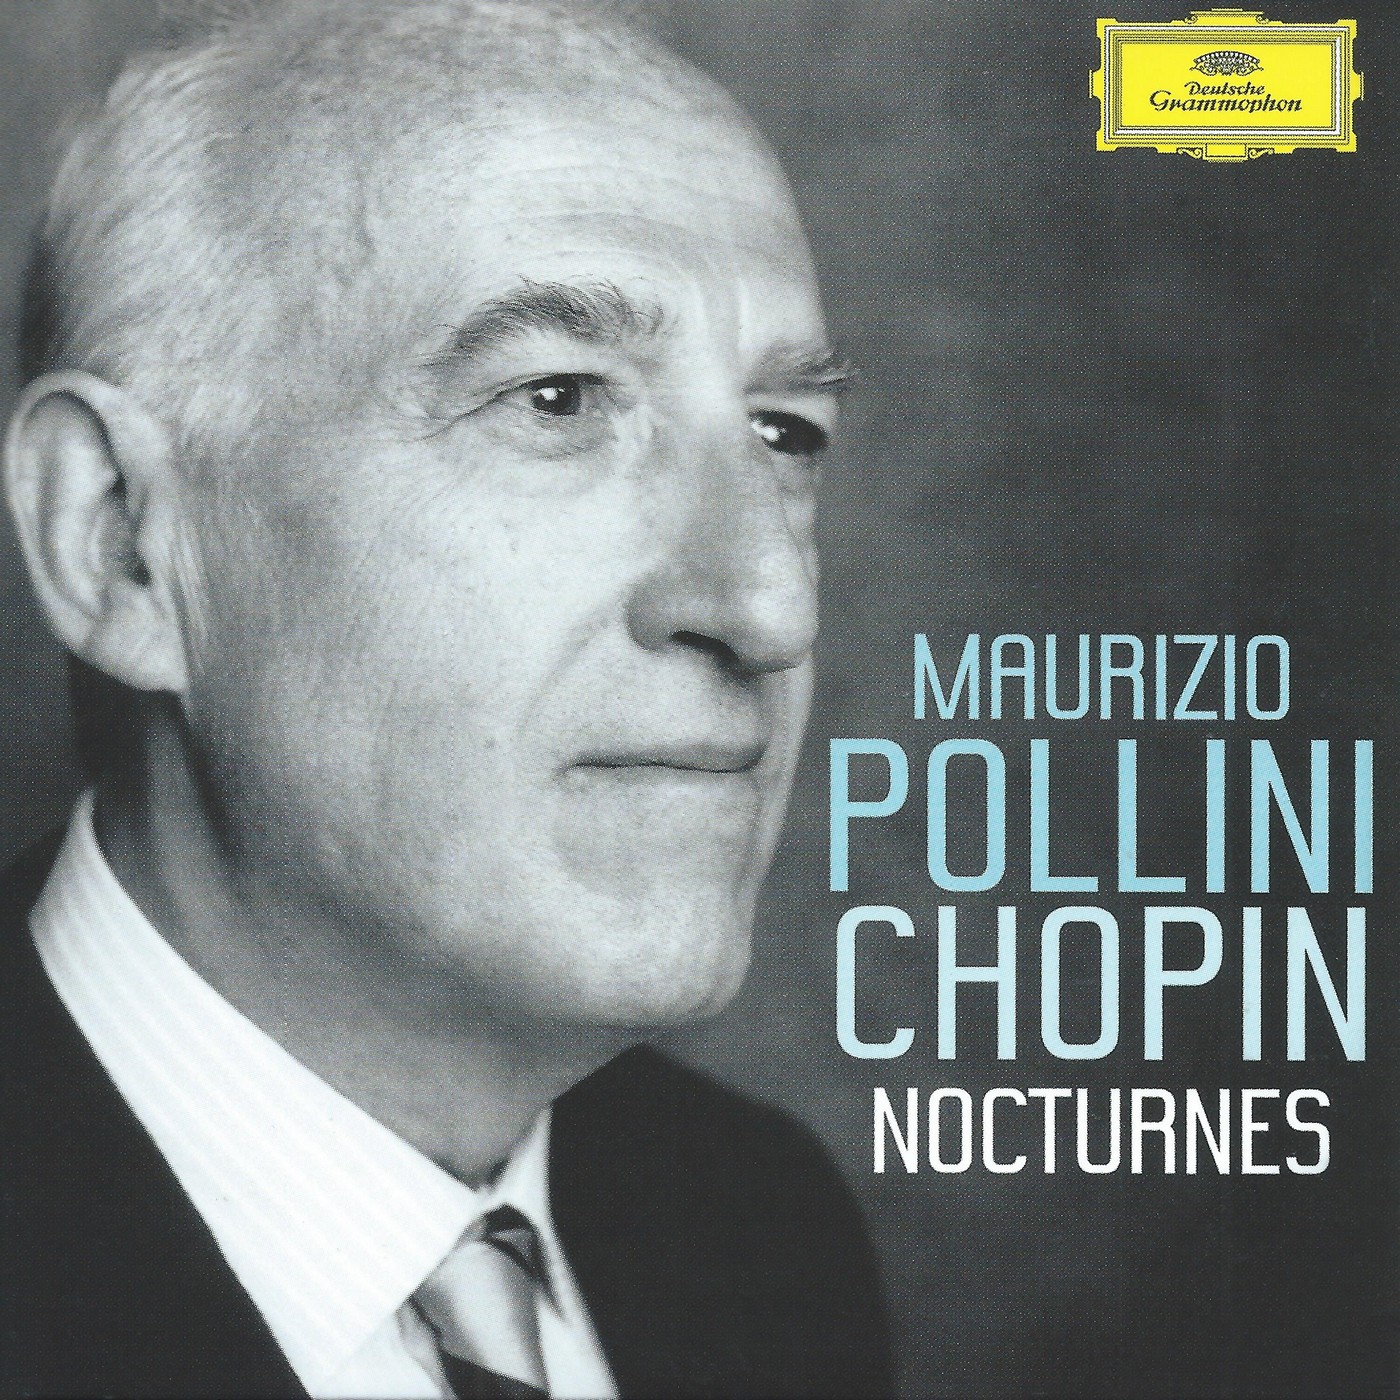 Deutsche
Grammophon
MAURIZIO
POLLINI
CHOPIN
NOCTURNES